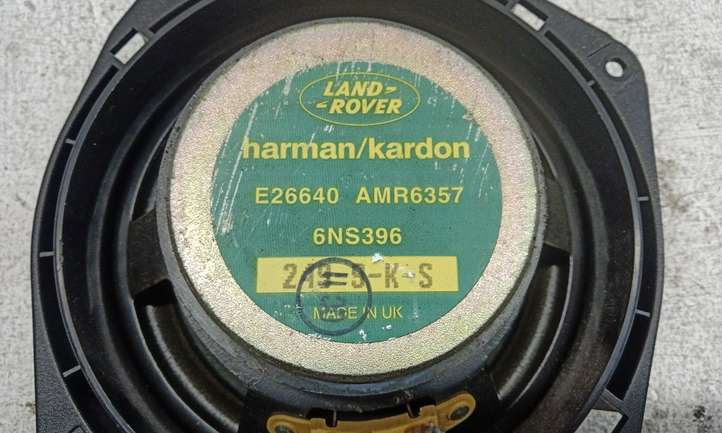 LAND-
-ROVER
harman/kardon
E26640 AMR6357
6NS396
MADE IN UK